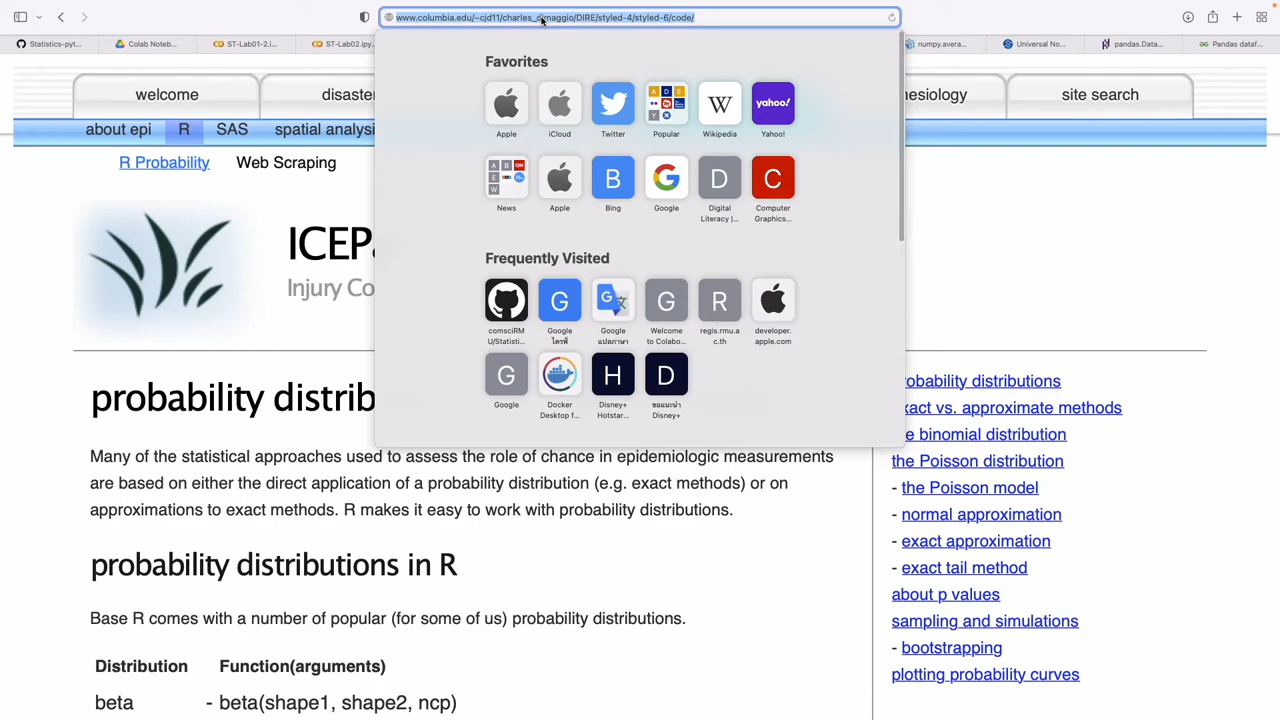 www.columbia.edu/~cjd11/charles_dimaggio/DIRE/styled-4/styled-6/code/
Statistics-pyt...
Colab Noteb...
ST-Lab01-2.i...
ST-Lab02.ipy...
numpy.avera...
Universal No...
pandas.Data...
Pandas dataf...
welcome
disaster
nesiology
site search
about epi
R
SAS
spatial analysi
R Probability
Web Scraping
ICEPa
Injury Co
Favorites
Apple
iCloud
Twitter
Popular
Wikipedia
Yahoo!
News
Apple
Bing
Google
Digital
Literacy |...
Computer
Graphics...
Frequently Visited
comsciRM
U/Statisti...
Google
ไดรฟ์
Google
แปลภาษา
Welcome
to Colabo...
regis.rmu.a
c.th
developer.
apple.com
Google
Docker
Desktop f...
Disney+
Hotstar...
ขอแนะนำ
Disney+
probability distrib
Many of the statistical approaches used to assess the role of chance in epidemiologic measurements
are based on either the direct application of a probability distribution (e.g. exact methods) or on
approximations to exact methods. R makes it easy to work with probability distributions.
probability distributions in R
Base R comes with a number of popular (for some of us) probability distributions.
Distribution Function(arguments)
beta - beta(shape1, shape2, ncp)
robability distributions
xact vs. approximate methods
e binomial distribution
the Poisson distribution
- the Poisson model
- normal approximation
- exact approximation
- exact tail method
about p values
sampling and simulations
- bootstrapping
plotting probability curves